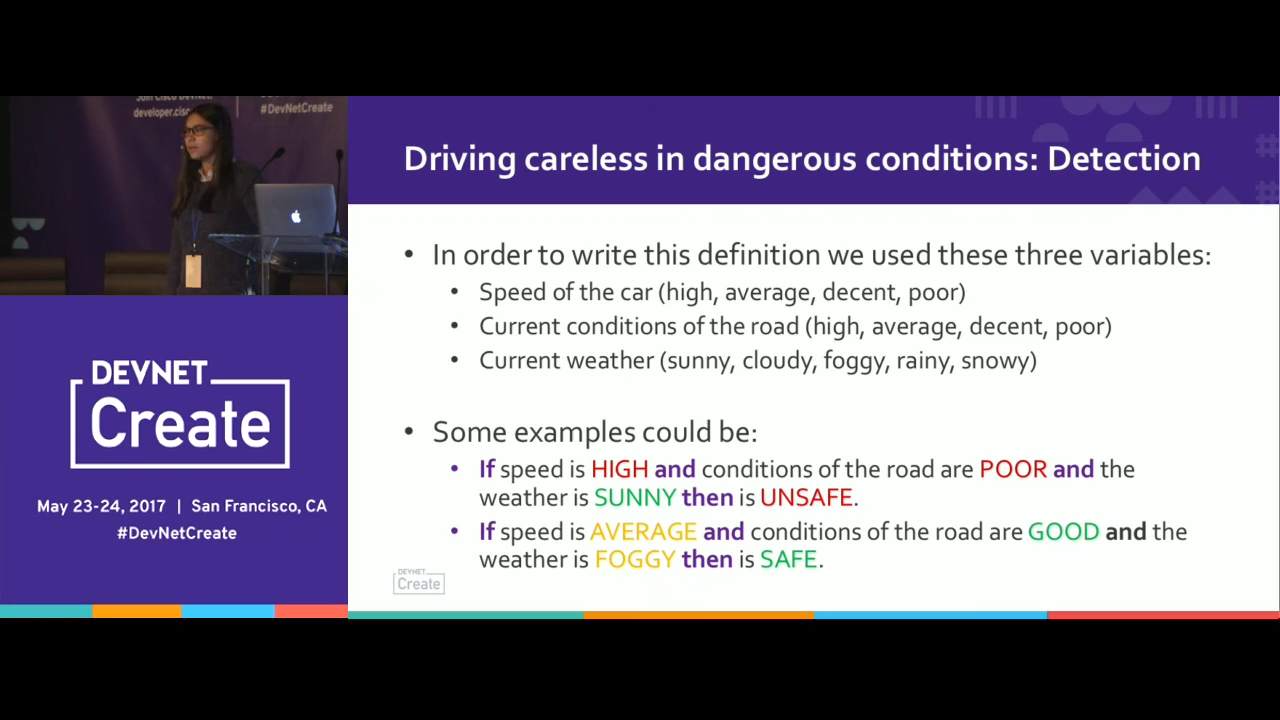 Join Cisco DevNet!
developer.cisc
#DevNetCreate
DEVNET
Create
May 23-24, 2017 | San Francisco, CA
#DevNetCreate
Driving careless in dangerous conditions: Detection
• In order to write this definition we used these three variables:
• Speed of the car (high, average, decent, poor)
• Current conditions of the road (high, average, decent, poor)
• Current weather (sunny, cloudy, foggy, rainy, snowy)
• Some examples could be:
• If speed is HIGH and conditions of the road are POOR and the
weather is SUNNY then is UNSAFE.
• If speed is AVERAGE and conditions of the road are GOOD and the
weather is FOGGY then is SAFE.
DEVNET
Create